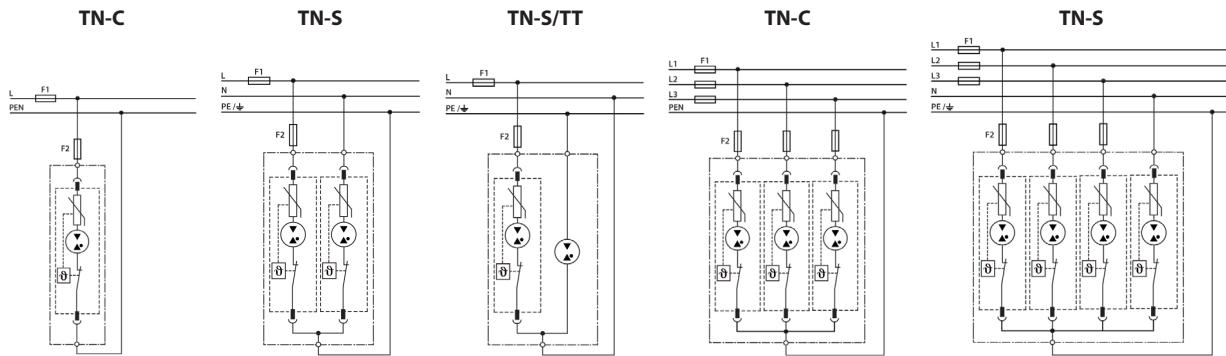 TN-C
L
F1
PEN
F2
ϑ
TN-S
L
F1
N
PE/⏚
F2
ϑ
ϑ
TN-S/TT
L
F1
N
PE/⏚
F2
ϑ
TN-C
L1
F1
L2
L3
PEN
F2
ϑ
ϑ
ϑ
TN-S
L1
F1
L2
L3
N
PE/⏚
F2
ϑ
ϑ
ϑ
ϑ